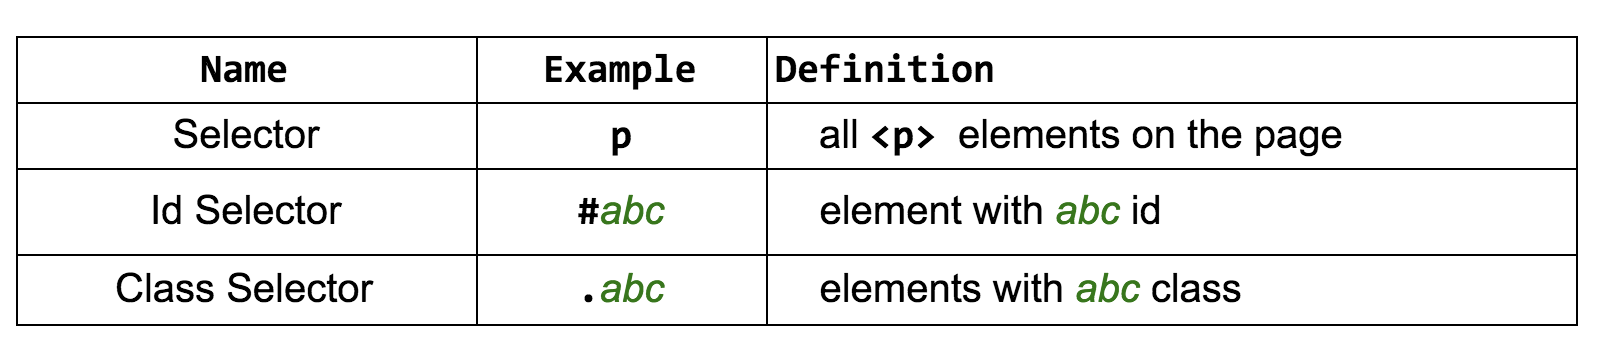 Name Example Definition
Selector p all <p> elements on the page
Id Selector #abc element with abc id
Class Selector .abc elements with abc class